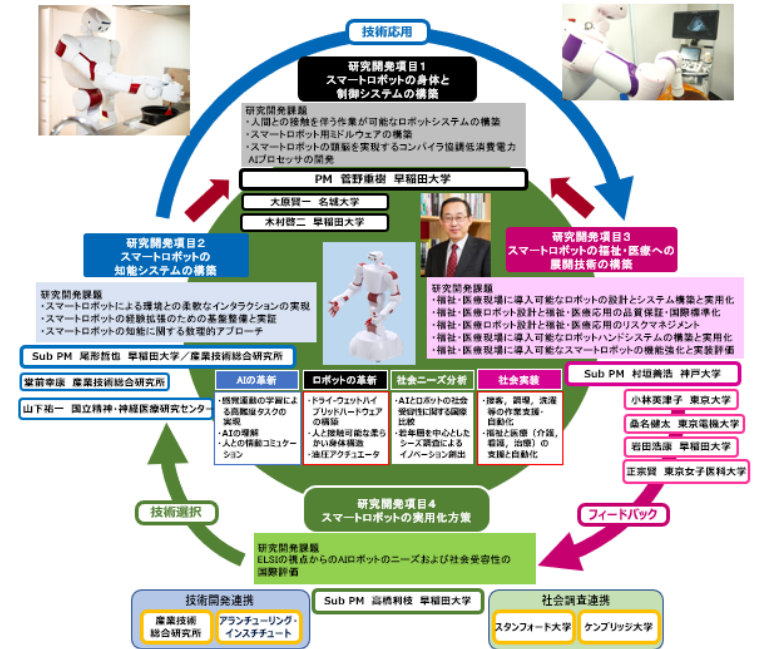 技術応用
研究開発項目1
スマートロボットの身体と
制御システムの構築
研究開発課題
・人間との接触を伴う作業が可能なロボットシステムの構築
・スマートロボット用ミドルウェアの構築
・スマートロボットの頭脳を実現するコンパイラ協調低消費電力
AIプロセッサの開発
PM 菅野重樹 早稲田大学
大原賢一 名城大学
木村啓二 早稲田大学
研究開発項目2
スマートロボットの
知能システムの構築
研究開発課題
・スマートロボットによる環境との柔軟なインタラクションの実現
・スマートロボットの経験拡張のための基盤整備と実証
・スマートロボットの知能に関する数理的アプローチ
Sub PM 尾形哲也 早稲田大学/産業技術総合研究所
堂前幸康 産業技術総合研究所
山下祐一 国立精神・神経医療研究センター
研究開発項目3
スマートロボットの福祉・医療への
展開技術の構築
研究開発課題
・福祉・医療現場に導入可能なロボットの設計とシステム構築と実用化
・福祉・医療ロボット設計と福祉・医療応用の品質保証・国際標準化
・福祉・医療ロボット設計と福祉・医療応用のリスクマネジメント
・福祉・医療現場に導入可能なロボットハンドシステムの構築と実用化
・福祉・医療現場に導入可能なスマートロボットの機能強化と実装評価
Sub PM 村垣善浩 神戸大学
小林英津子 東京大学
桑名健太 東京電機大学
岩田浩康 早稲田大学
正宗賢 東京女子医科大学
AIの革新
・感覚運動の学習による高難度タスクの
実現
・AIの理解
・人との情動コミュケー
ション
ロボットの革新
・ドライ-ウェットハイ
ブリッドハードウェア
の構築
・人と接触可能な柔ら
かい身体構造
・油圧アクチュエータ
社会ニーズ分析
・AIとロボットの社会
受容性に関する国際
比較
・若年層を中心とした
シーズ調査による
イノベーション創出
社会実装
・接客, 調理, 洗濯
等の作業支援・
自動化
・福祉と医療(介護,
看護, 治療)の
支援と自動化
技術選択
フィードバック
研究開発項目4
スマートロボットの実用化方策
研究開発課題
ELSIの視点からのAIロボットのニーズおよび社会受容性の
国際評価
Sub PM 高橋利枝 早稲田大学
技術開発連携
産業技術
総合研究所
アランチューリング・
インスチチュート
社会調査連携
スタンフォード大学
ケンブリッジ大学